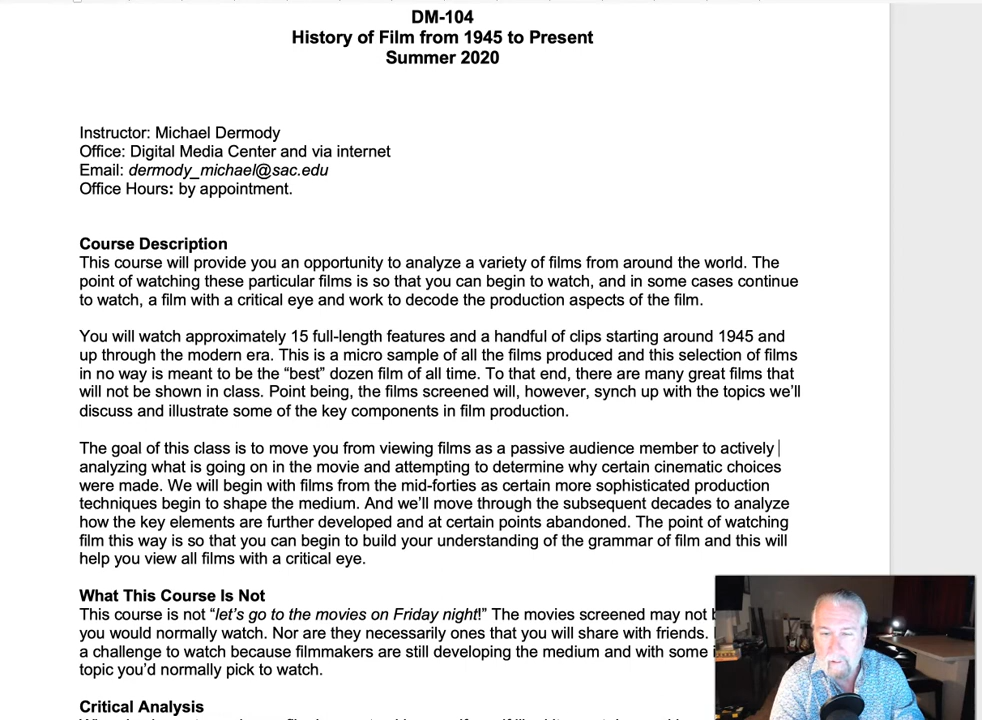 DM-104
History of Film from 1945 to Present
Summer 2020
Instructor: Michael Dermody
Office: Digital Media Center and via internet
Email: dermody_michael@sac.edu
Office Hours: by appointment.
Course Description
This course will provide you an opportunity to analyze a variety of films from around the world. The
point of watching these particular films is so that you can begin to watch, and in some cases continue
to watch, a film with a critical eye and work to decode the production aspects of the film.
You will watch approximately 15 full-length features and a handful of clips starting around 1945 and
up through the modern era. This is a micro sample of all the films produced and this selection of films
in no way is meant to be the “best” dozen film of all time. To that end, there are many great films that
will not be shown in class. Point being, the films screened will, however, synch up with the topics we’ll
discuss and illustrate some of the key components in film production.
The goal of this class is to move you from viewing films as a passive audience member to actively
analyzing what is going on in the movie and attempting to determine why certain cinematic choices
were made. We will begin with films from the mid-forties as certain more sophisticated production
techniques begin to shape the medium. And we’ll move through the subsequent decades to analyze
how the key elements are further developed and at certain points abandoned. The point of watching
film this way is so that you can begin to build your understanding of the grammar of film and this will
help you view all films with a critical eye.
What This Course Is Not
This course is not “let’s go to the movies on Friday night!” The movies screened may not
you would normally watch. Nor are they necessarily ones that you will share with friends.
a challenge to watch because filmmakers are still developing the medium and with some
topic you’d normally pick to watch.
Critical Analysis